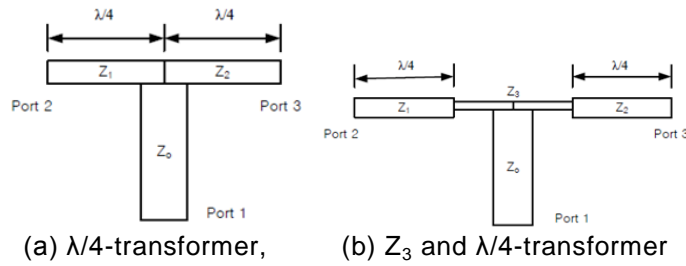 λ/4 λ/4
Z₁ Z₂
Port 2 Port 3
Zₒ
Port 1
(a) λ/4-transformer,
λ/4 λ/4
Z₃
Z₁ Z₂
Port 2 Port 3
Zₒ
Port 1
(b) Z₃ and λ/4-transformer